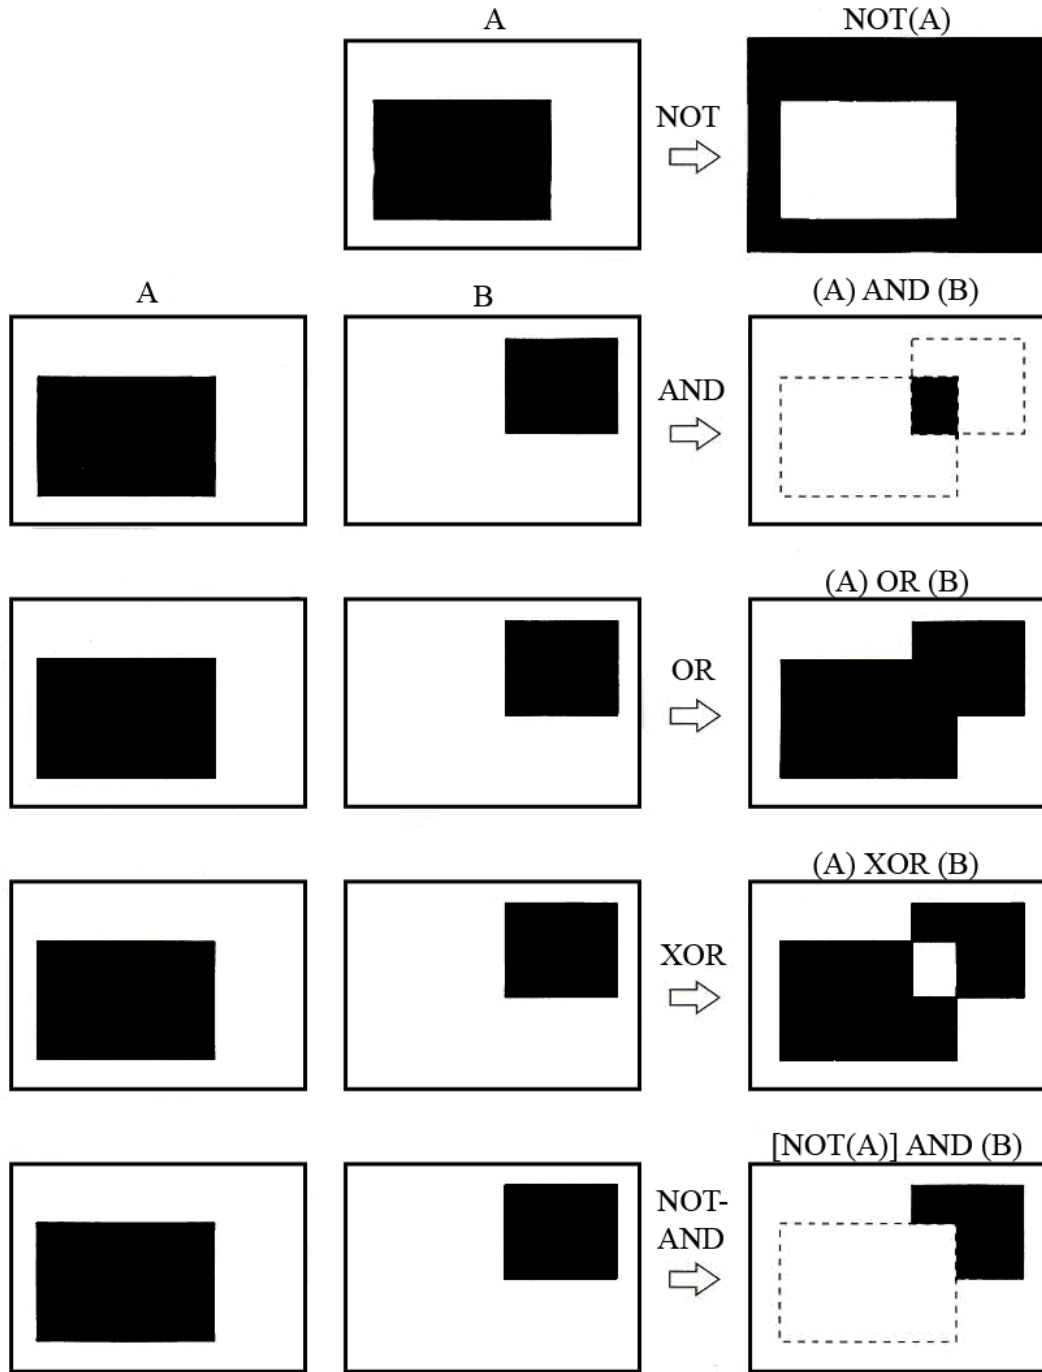 A
NOT(A)
NOT
A
B
(A) AND (B)
AND
(A) OR (B)
OR
(A) XOR (B)
XOR
[NOT(A)] AND (B)
NOT-
AND